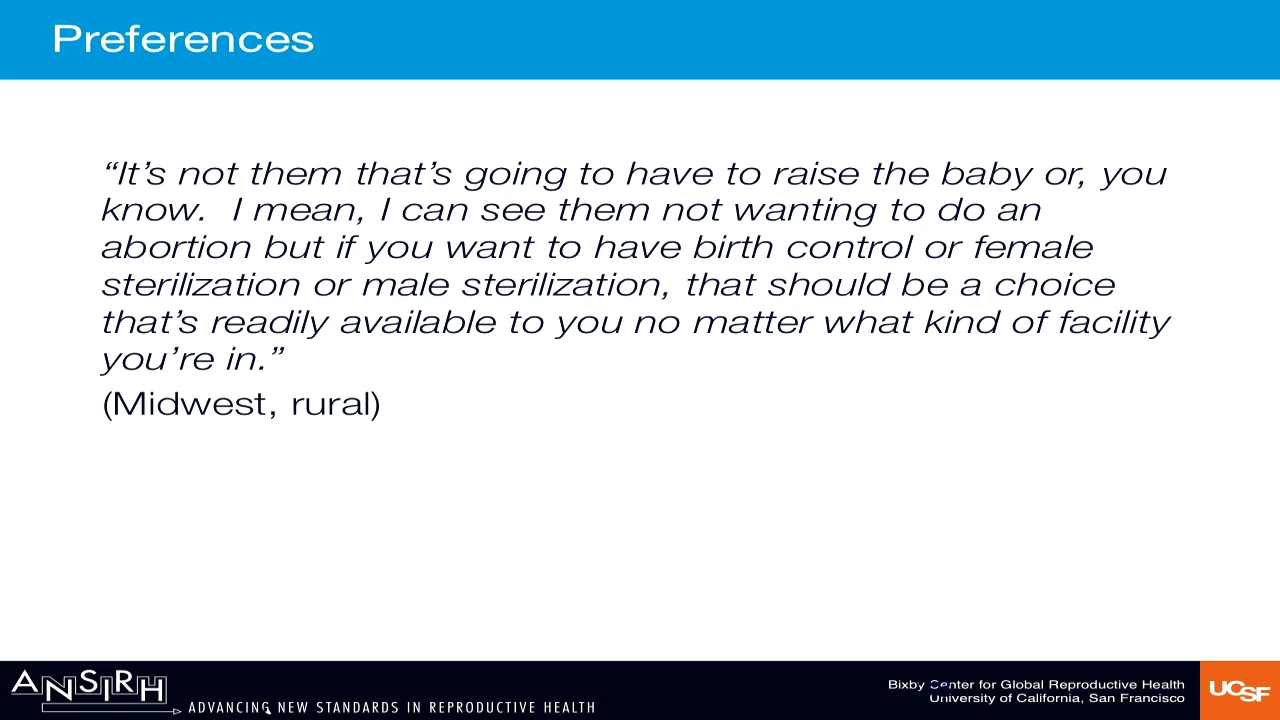 Preferences
“It’s not them that’s going to have to raise the baby or, you
know.  I mean, I can see them not wanting to do an
abortion but if you want to have birth control or female
sterilization or male sterilization, that should be a choice
that’s readily available to you no matter what kind of facility
you’re in.”
(Midwest, rural)
ANSIRH
ADVANCING NEW STANDARDS IN REPRODUCTIVE HEALTH
Bixby Center for Global Reproductive Health
University of California, San Francisco
UCSF